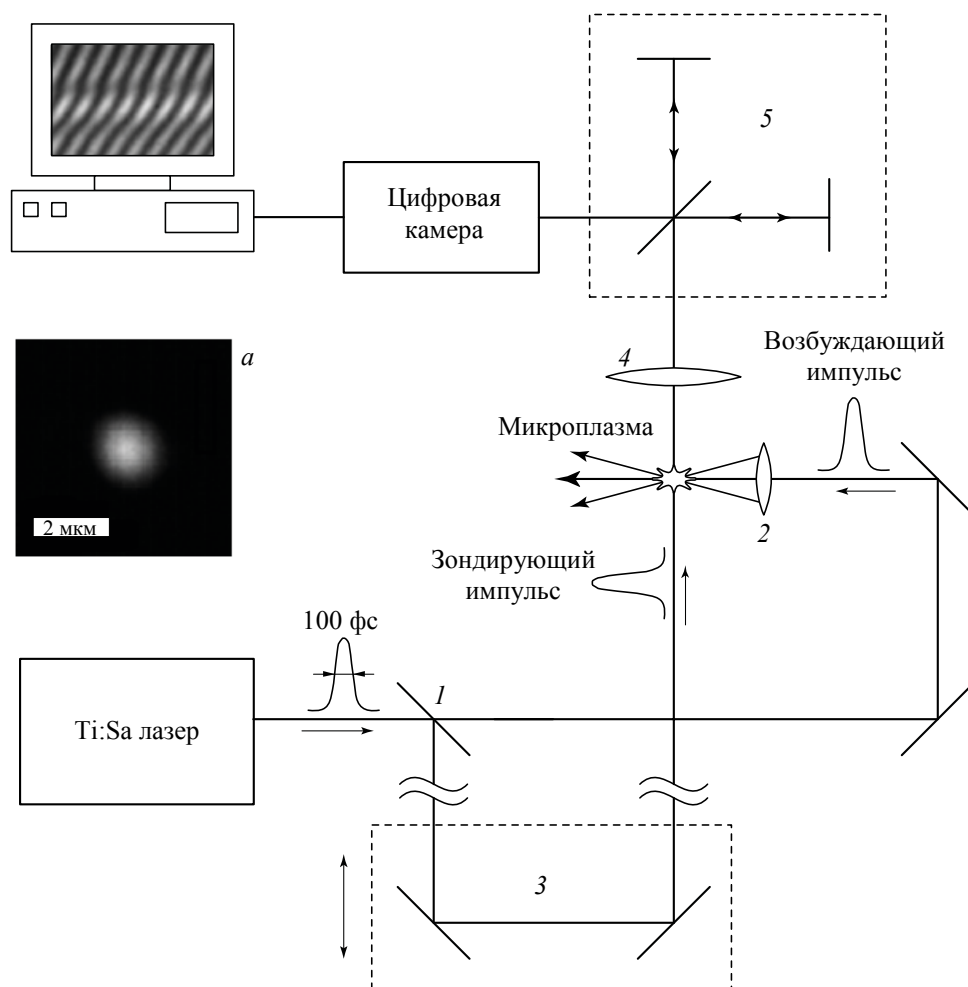 5
Цифровая
камера
а
4
Возбуждающий
импульс
Микроплазма
2 мкм
2
Зондирующий
импульс
100 фс
1
Ti:Sa лазер
3